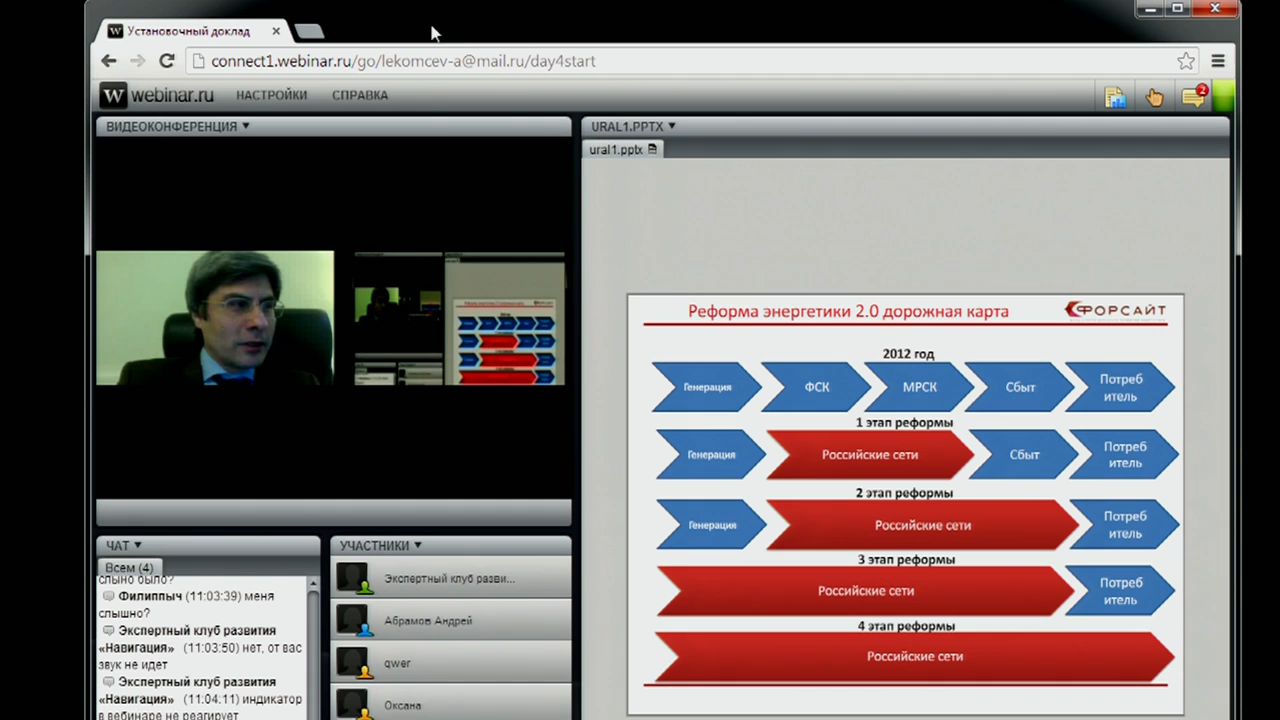 Установочный доклад
connect1.webinar.ru/go/lekomcev-a@mail.ru/day4start
W webinar.ru НАСТРОЙКИ СПРАВКА
2
ВИДЕОКОНФЕРЕНЦИЯ
URAL1.PPTX
ural1.pptx
Реформа энергетики 2.0 дорожная карта
ФОРСАЙТ
2012 год
Генерация ФСК МРСК Сбыт Потреб
итель
1 этап реформы
Генерация Российские сети Сбыт Потреб
итель
2 этап реформы
Генерация Российские сети Потреб
итель
3 этап реформы
Российские сети Потреб
итель
4 этап реформы
Российские сети
ЧАТ
Всем (4)
слыно было?
Филиппыч (11:03:39) меня
слышно?
Экспертный клуб развития
«Навигация» (11:03:50) нет, от вас
звук не идет
Экспертный клуб развития
«Навигация» (11:04:11) индикатор
в вебинаре не реагирует
УЧАСТНИКИ
Экспертный клуб разви...
Абрамов Андрей
qwer
Оксана